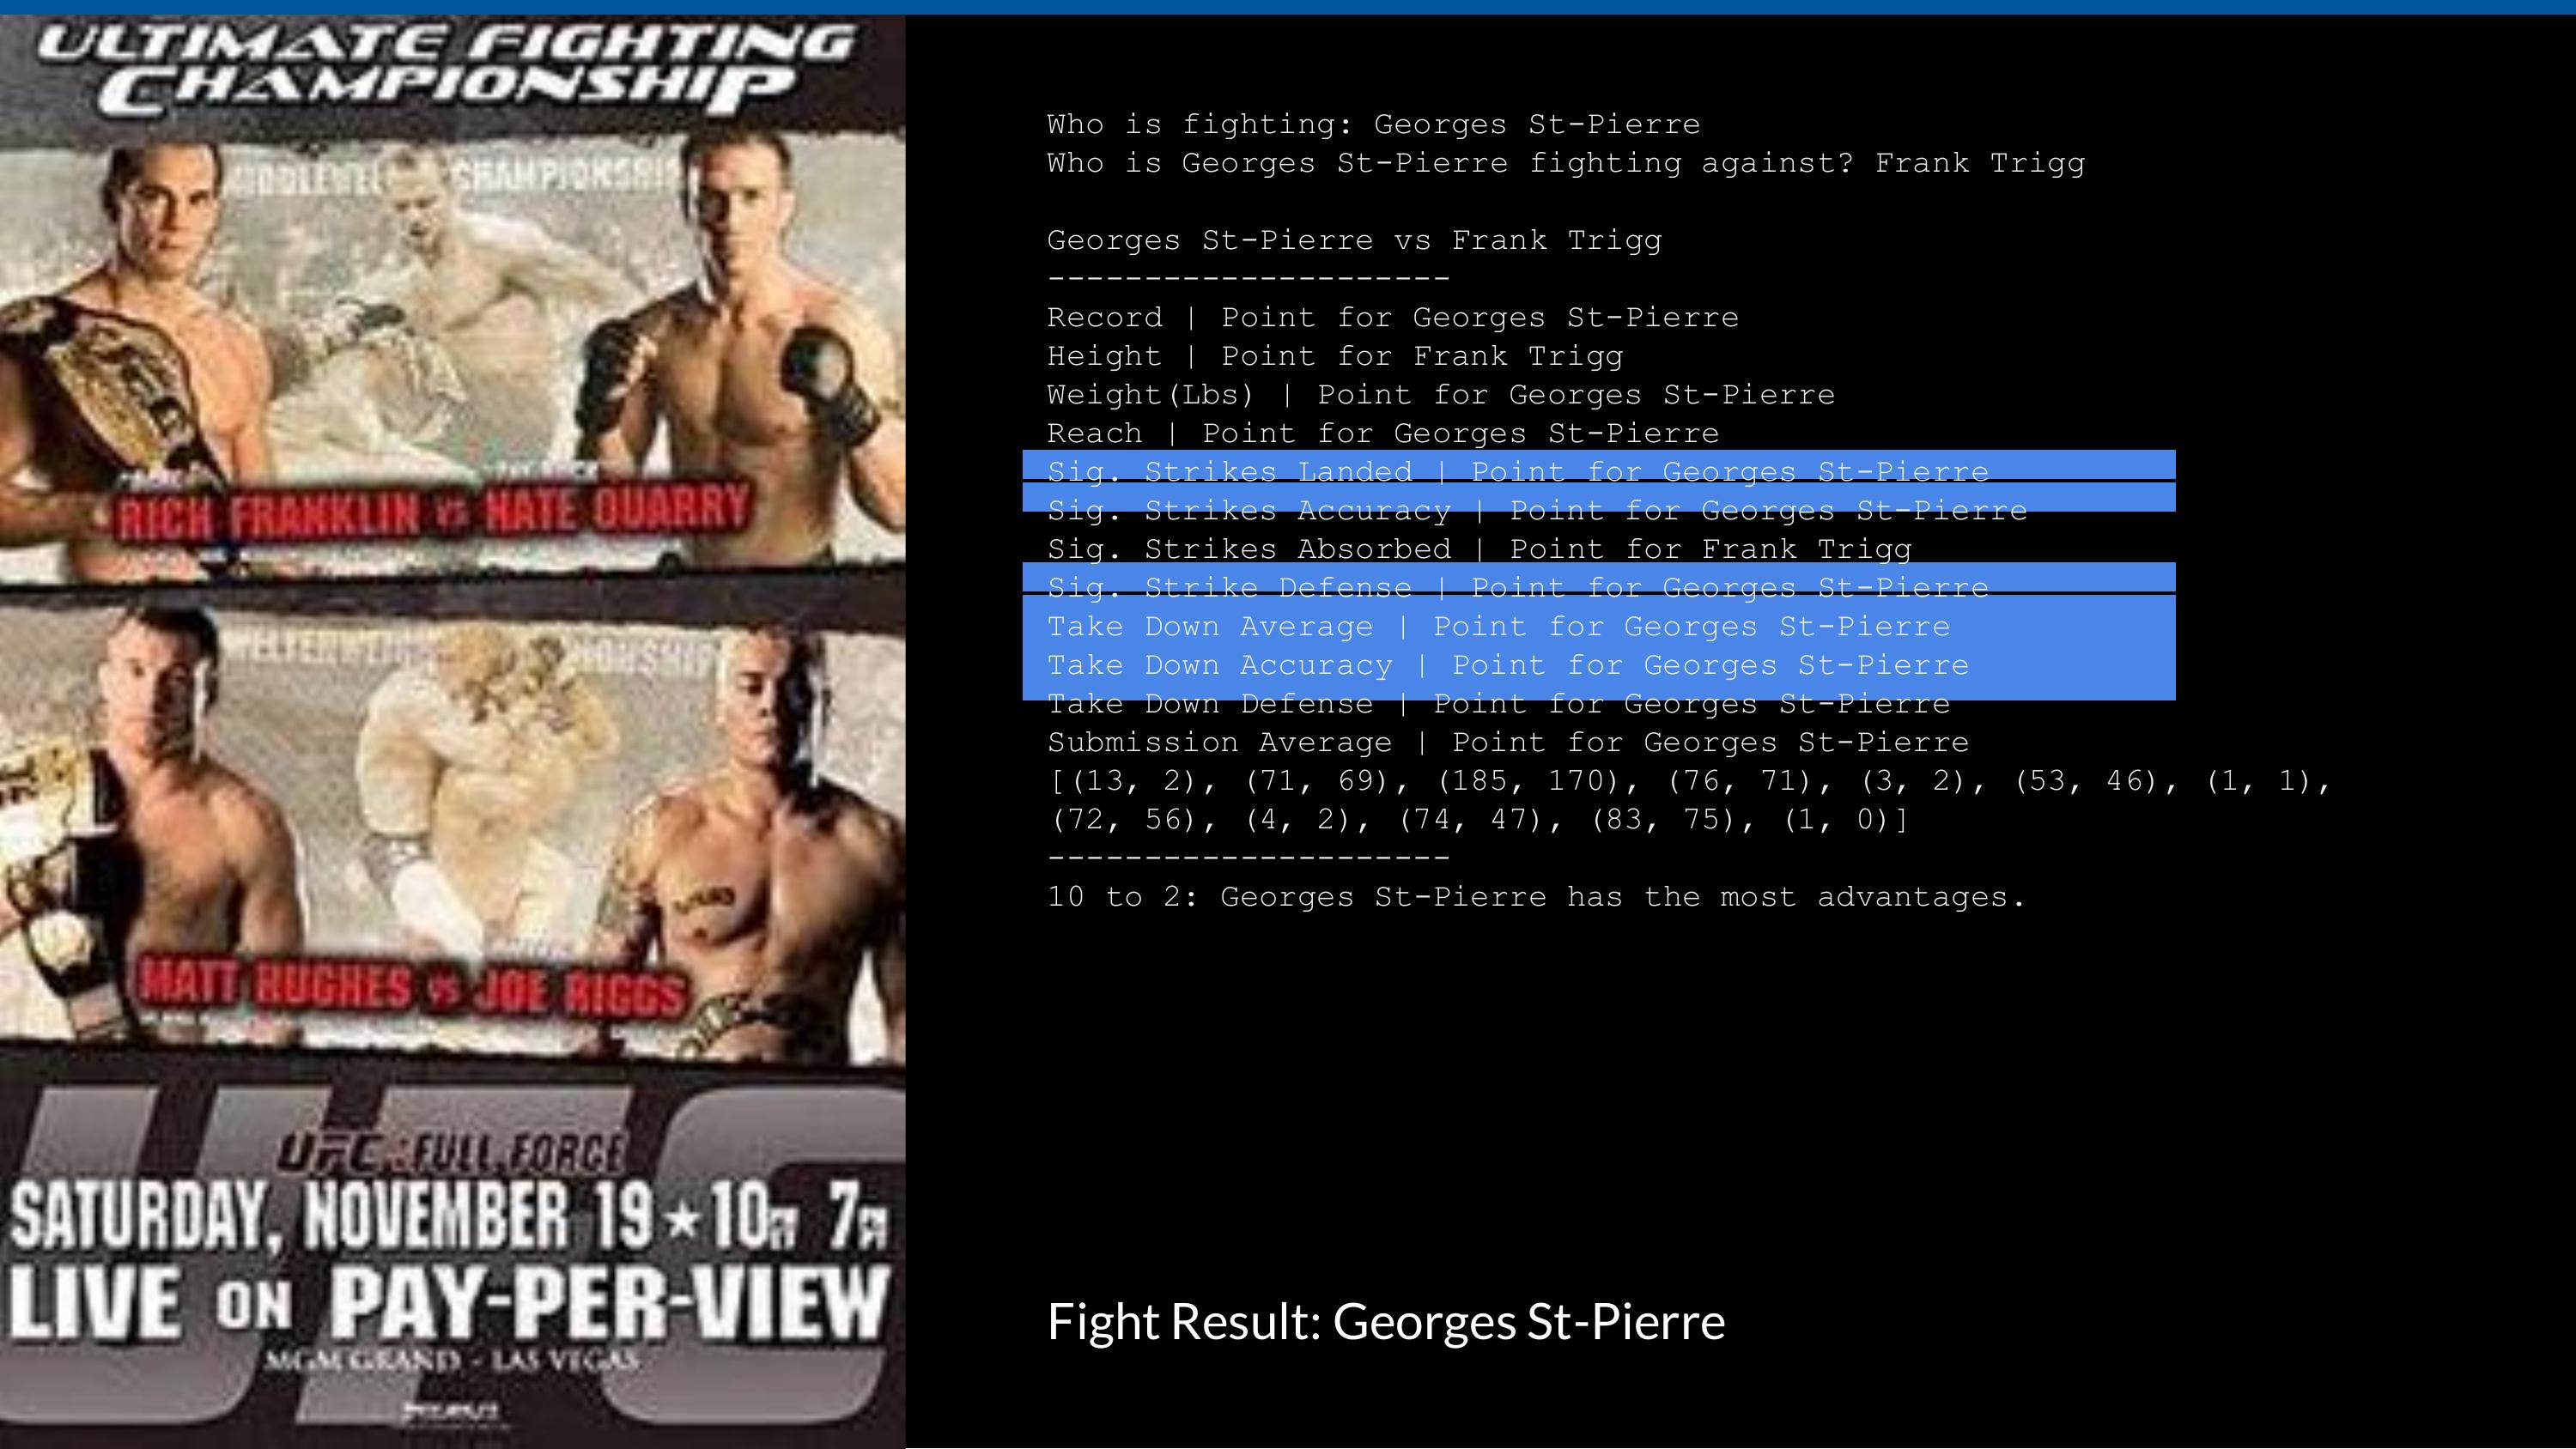 ULTIMATE FIGHTING
CHAMPIONSHIP
CHAMPIONSHIP
RICH FRANKLIN vs NATE QUARRY
MATT HUGHES vs JOE RIGGS
UFC FULL FORCE
SATURDAY, NOVEMBER 19 ★ 10 7
LIVE ON PAY-PER-VIEW
MGM GRAND - LAS VEGAS
Who is fighting: Georges St-Pierre
Who is Georges St-Pierre fighting against? Frank Trigg
Georges St-Pierre vs Frank Trigg
---------------------
Record | Point for Georges St-Pierre
Height | Point for Frank Trigg
Weight(Lbs) | Point for Georges St-Pierre
Reach | Point for Georges St-Pierre
Sig. Strikes Landed | Point for Georges St-Pierre
Sig. Strikes Accuracy | Point for Georges St-Pierre
Sig. Strikes Absorbed | Point for Frank Trigg
Sig. Strike Defense | Point for Georges St-Pierre
Take Down Average | Point for Georges St-Pierre
Take Down Accuracy | Point for Georges St-Pierre
Take Down Defense | Point for Georges St-Pierre
Submission Average | Point for Georges St-Pierre
[(13, 2), (71, 69), (185, 170), (76, 71), (3, 2), (53, 46), (1, 1),
(72, 56), (4, 2), (74, 47), (83, 75), (1, 0)]
---------------------
10 to 2: Georges St-Pierre has the most advantages.
Fight Result: Georges St-Pierre